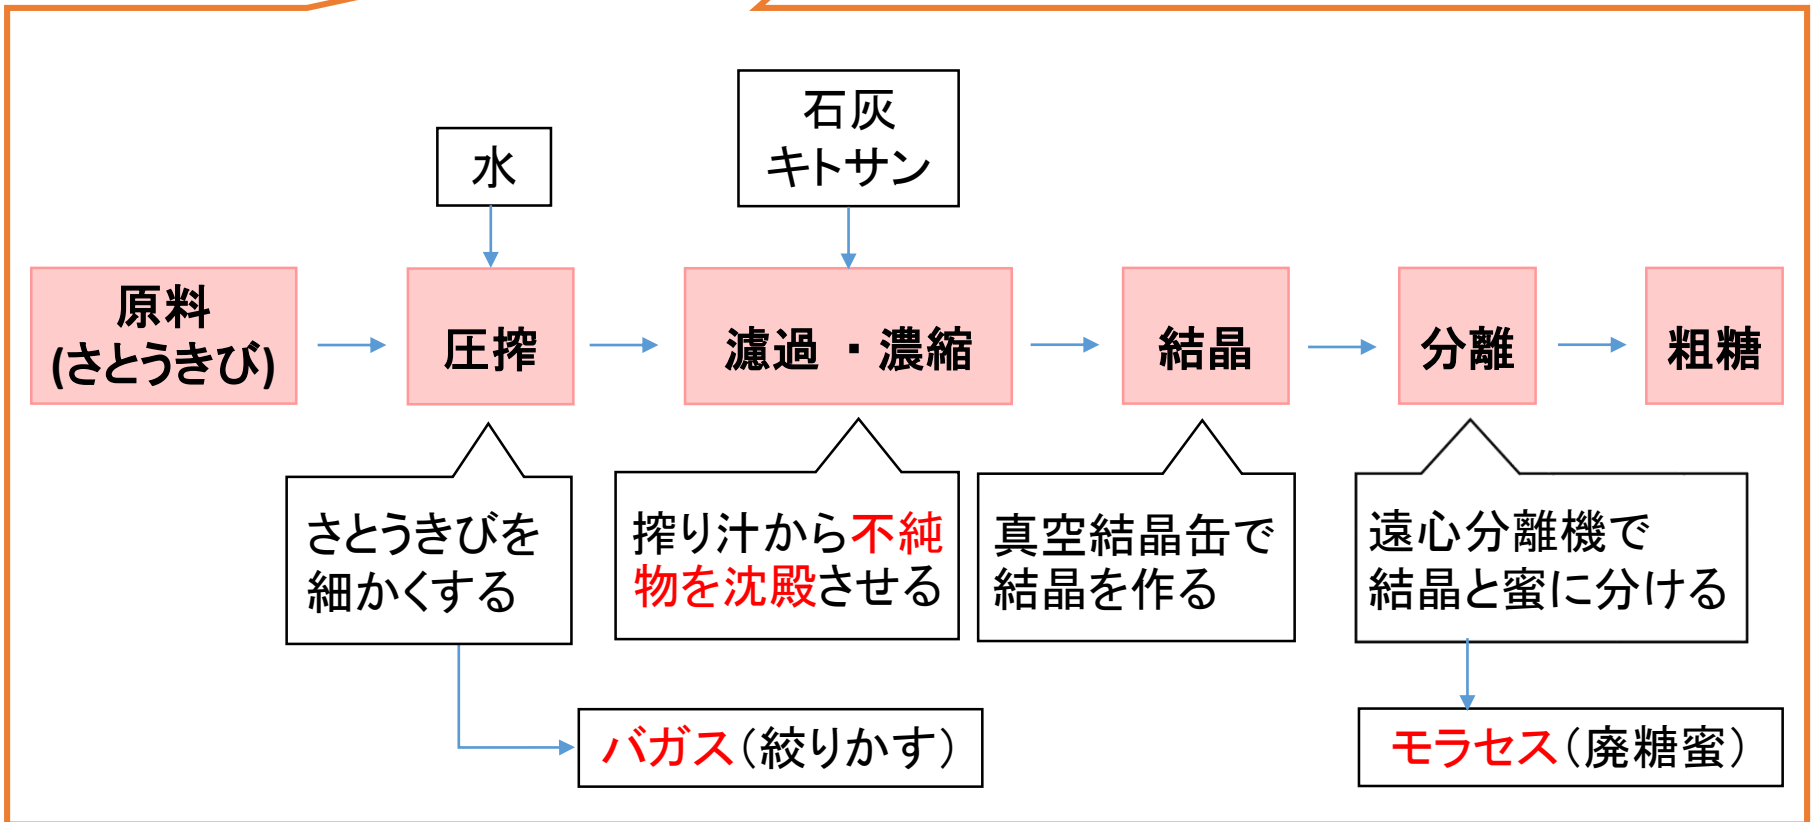 水
石灰
キトサン
原料
(さとうきび)
圧搾
濾過・濃縮
結晶
分離
粗糖
さとうきびを
細かくする
搾り汁から不純
物を沈殿させる
真空結晶缶で
結晶を作る
遠心分離機で
結晶と蜜に分ける
バガス（絞りかす）
モラセス（廃糖蜜）